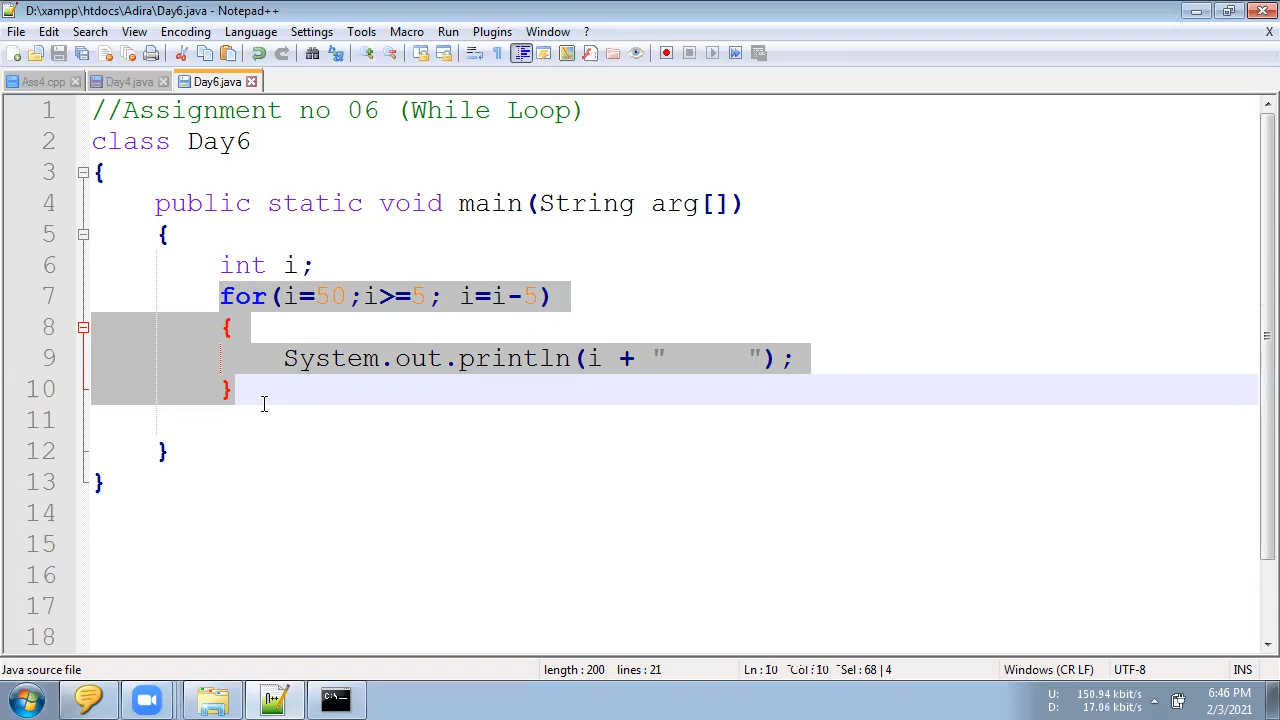 D:\xampp\htdocs\Adira\Day6.java - Notepad++
File Edit Search View Encoding Language Settings Tools Macro Run Plugins Window ? X
Ass4.cpp Day4.java Day6.java
1 //Assignment no 06 (While Loop)
2 class Day6
3 {
4 public static void main(String arg[])
5 {
6 int i;
7 for(i=50;i>=5; i=i-5)
8 {
9 System.out.println(i + "     ");
10 }
11
12 }
13 }
14
15
16
17
18
Java source file length : 200 lines : 21 Ln : 10 Col : 10 Sel : 68 | 4 Windows (CR LF) UTF-8 INS
U: 150.94 kbit/s
D: 17.06 kbit/s
6:46 PM
2/3/2021